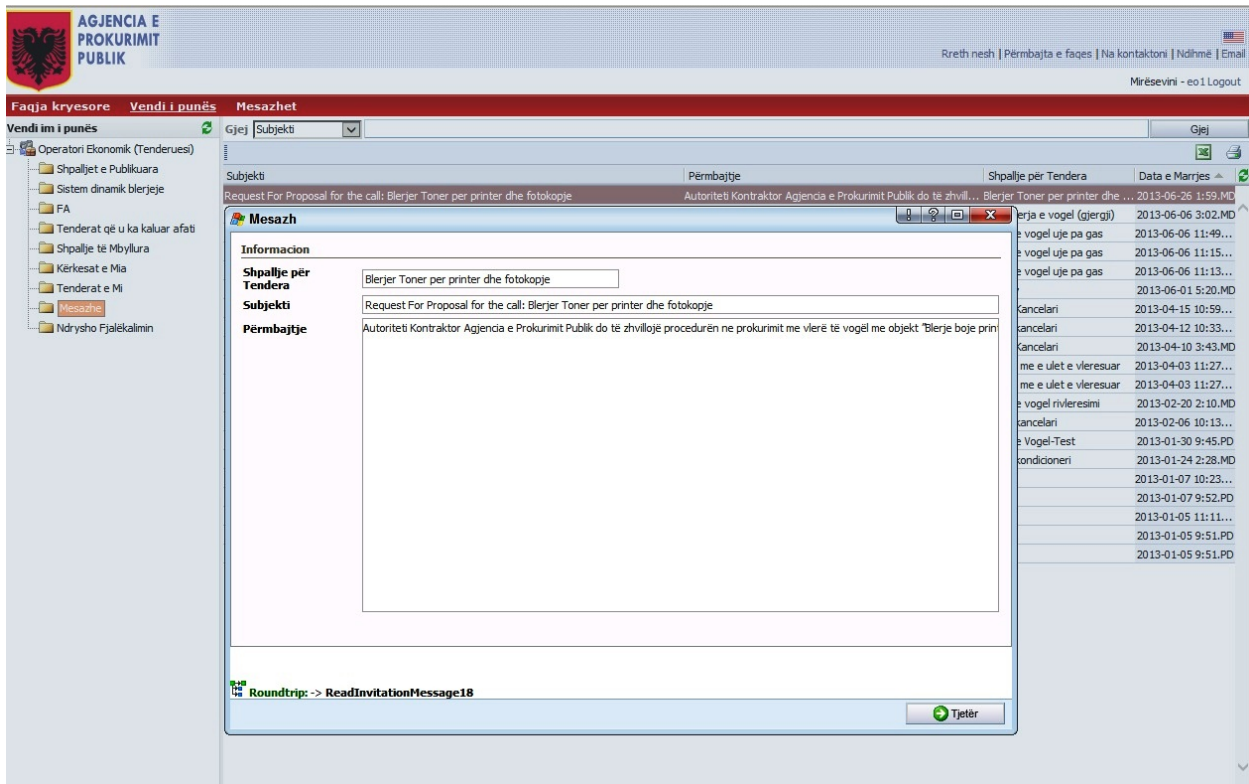 AGJENCIA E
PROKURIMIT
PUBLIK
Rreth nesh | Përmbajta e faqes | Na kontaktoni | Ndihmë | Email
Mirësevini - eo1 Logout
Faqja kryesore Vendi i punës Mesazhet
Vendi im i punës
Operatori Ekonomik (Tenderuesi)
Shpalljet e Publikuara
Sistem dinamik blerjeje
FA
Tenderat që u ka kaluar afati
Shpallje të Mbyllura
Kërkesat e Mia
Tenderat e Mi
Mesazhe
Ndrysho Fjalëkalimin
Gjej Subjekti Gjej
Subjekti Përmbajtje Shpallje për Tendera Data e Marrjes
Request For Proposal for the call: Blerjer Toner per printer dhe fotokopje Autoriteti Kontraktor Agjencia e Prokurimit Publik do të zhvill... Blerjer Toner per printer dhe ... 2013-06-26 1:59.MD
erja e vogel (gjergji) 2013-06-06 3:02.MD
e vogel uje pa gas 2013-06-06 11:49...
e vogel uje pa gas 2013-06-06 11:15...
e vogel uje pa gas 2013-06-06 11:13...
2013-06-01 5:20.MD
Kancelari 2013-04-15 10:59...
kancelari 2013-04-12 10:33...
Kancelari 2013-04-10 3:43.MD
me e ulet e vleresuar 2013-04-03 11:27...
me e ulet e vleresuar 2013-04-03 11:27...
e vogel rivleresimi 2013-02-20 2:10.MD
kancelari 2013-02-06 10:13...
e Vogel-Test 2013-01-30 9:45.PD
kondicioneri 2013-01-24 2:28.MD
2013-01-07 10:23...
2013-01-07 9:52.PD
2013-01-05 11:11...
2013-01-05 9:51.PD
2013-01-05 9:51.PD
Mesazh
Informacion
Shpallje për
Tendera
Blerjer Toner per printer dhe fotokopje
Subjekti Request For Proposal for the call: Blerjer Toner per printer dhe fotokopje
Përmbajtje Autoriteti Kontraktor Agjencia e Prokurimit Publik do të zhvillojë procedurën ne prokurimit me vlerë të vogël me objekt "Blerje boje prin
Roundtrip: -> ReadInvitationMessage18
Tjetër